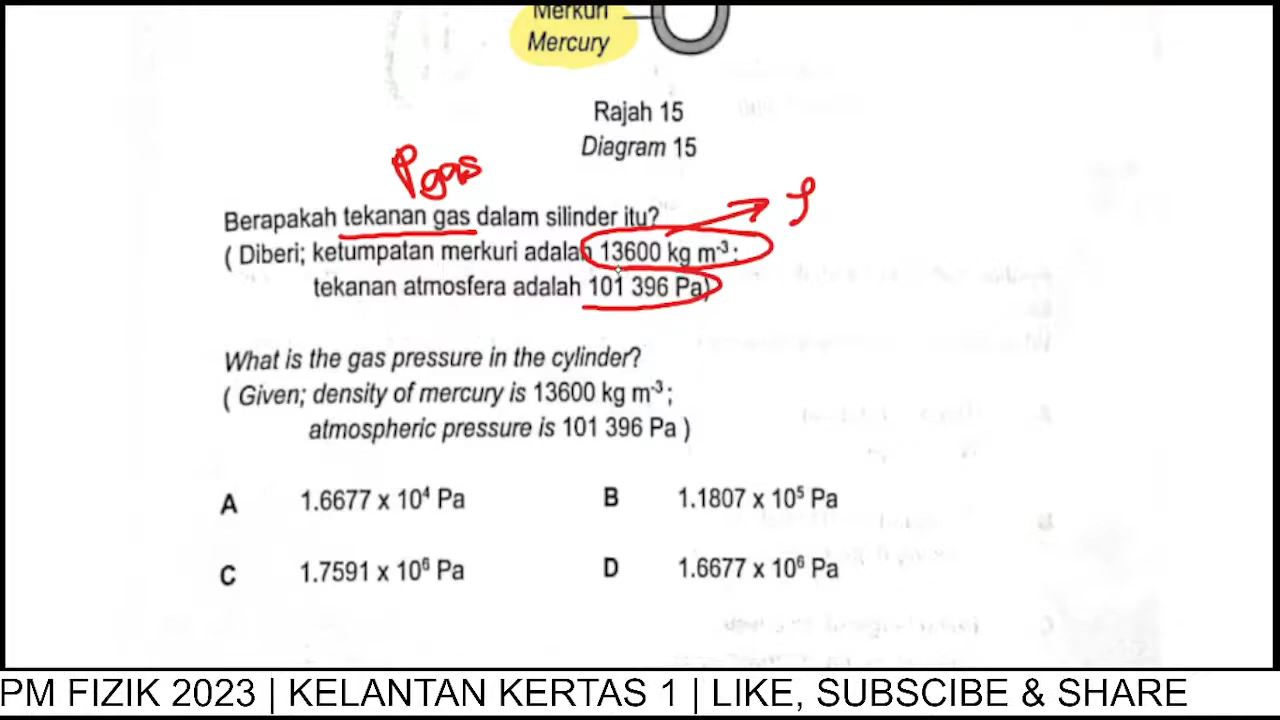 Merkuri
Mercury
Rajah 15
Diagram 15
P gas
Berapakah tekanan gas dalam silinder itu?
( Diberi; ketumpatan merkuri adalah 13600 kg m⁻³;
ρ
tekanan atmosfera adalah 101 396 Pa)
What is the gas pressure in the cylinder?
( Given; density of mercury is 13600 kg m⁻³;
atmospheric pressure is 101 396 Pa )
A 1.6677 x 10⁴ Pa B 1.1807 x 10⁵ Pa
C 1.7591 x 10⁶ Pa D 1.6677 x 10⁶ Pa
PM FIZIK 2023 | KELANTAN KERTAS 1 | LIKE, SUBSCIBE & SHARE